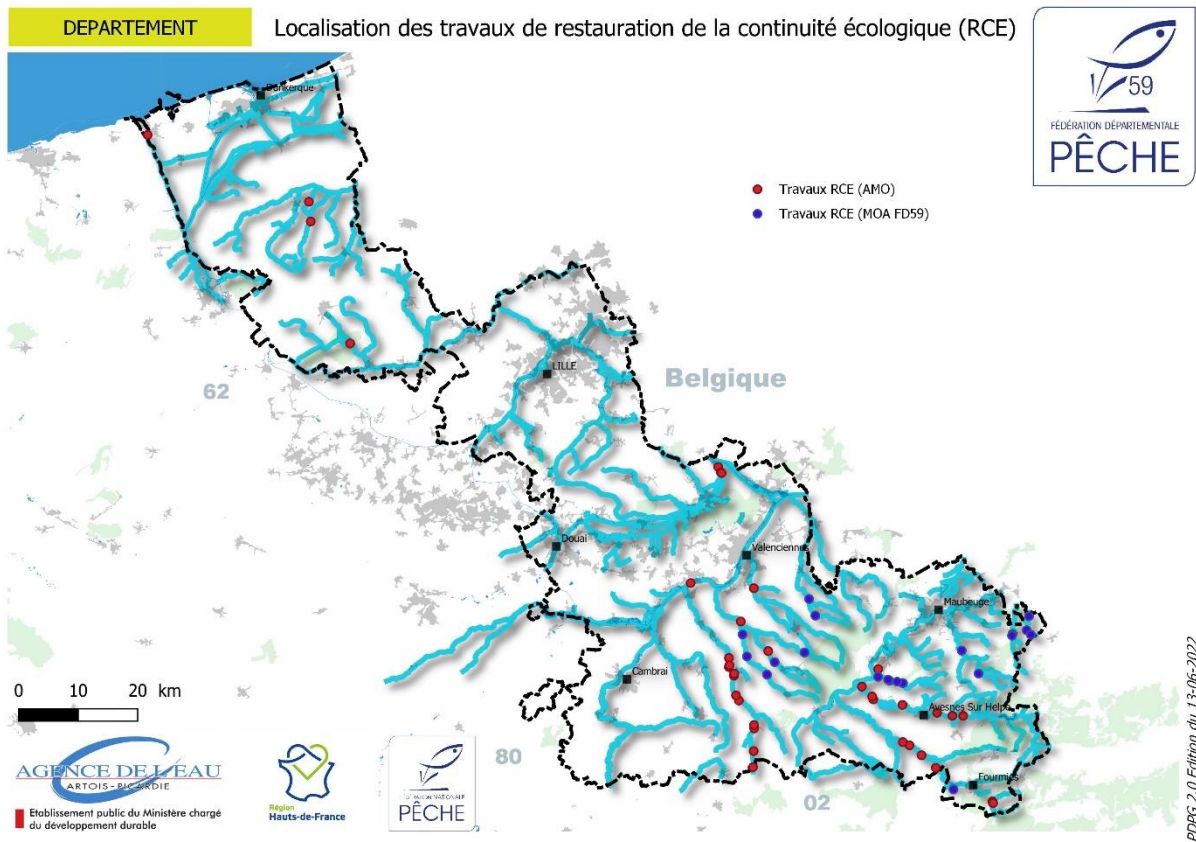 DEPARTEMENT
Localisation des travaux de restauration de la continuité écologique (RCE)
59
FÉDÉRATION DÉPARTEMENTALE
PÊCHE
Travaux RCE (AMO)
Travaux RCE (MOA FD59)
Dunkerque
LILLE
Belgique
62
Douai
Valenciennes
Maubeuge
Cambrai
Avesnes Sur Helpe
Fourmies
80
02
0 10 20 km
AGENCE DE L'EAU
ARTOIS - PICARDIE
Etablissement public du Ministère chargé
du développement durable
Région
Hauts-de-France
FÉDÉRATION NATIONALE
PÊCHE
PDPG 2.0 Edition du 13-06-2022